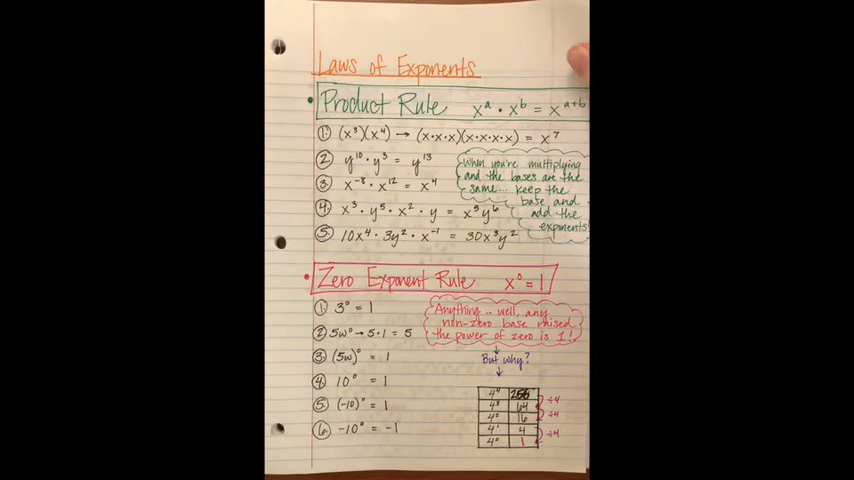 Laws of Exponents
Product Rule x^a · x^b = x^(a+b)
1. (x³)(x⁴) → (x·x·x)(x·x·x·x) = x⁷
2. y¹⁰ · y³ = y¹³
3. x⁻⁸ · x¹² = x⁴
4. x³ · y⁵ · x² · y = x⁵y⁶
5. 10x⁴ · 3y² · x⁻¹ = 30x³y²
When you're multiplying
and the bases are the
same... keep the
base and
add the
exponents
Zero Exponent Rule x⁰ = 1
1. 3⁰ = 1
2. 5w⁰ → 5·1 = 5
3. (5w)⁰ = 1
4. 10⁰ = 1
5. (-10)⁰ = 1
6. -10⁰ = -1
Anything... well, any
non-zero base raised
the power of zero is 1!
But why?
4⁴ 256
4³ 64
4² 16
4¹ 4
4⁰ 1
÷4
÷4
÷4